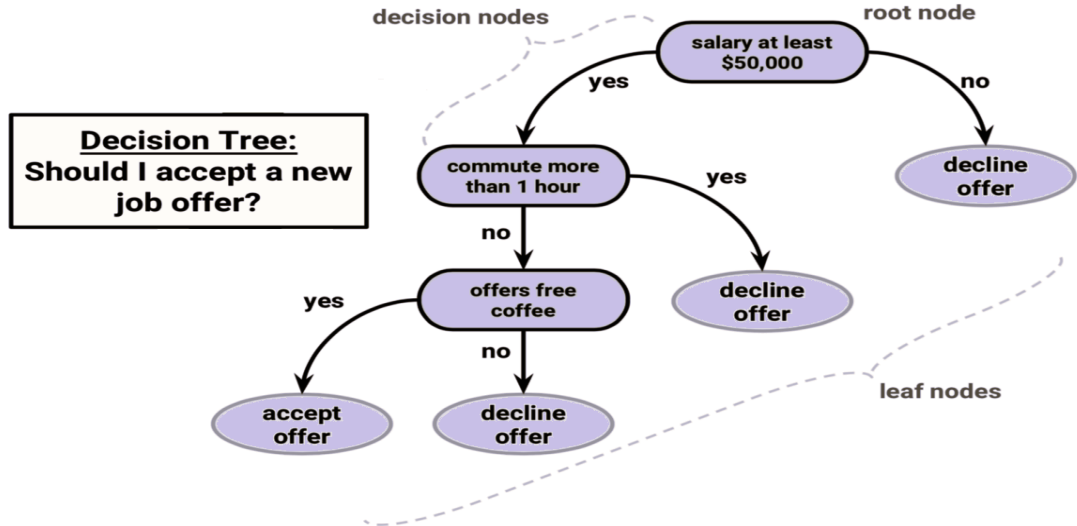 decision nodes
root node
salary at least
$50,000
yes
no
Decision Tree:
Should I accept a new
job offer?
commute more
than 1 hour
yes
decline
offer
no
offers free
coffee
decline
offer
yes
no
leaf nodes
accept
offer
decline
offer